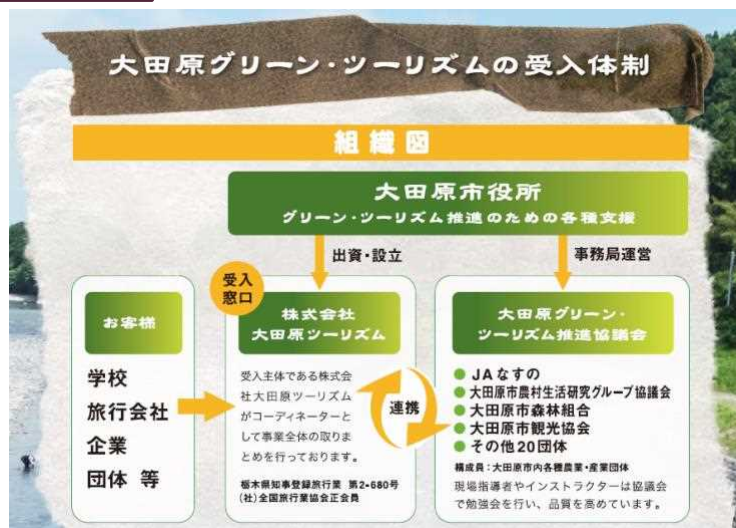 大田原グリーン・ツーリズムの受入体制
組織図
大田原市役所
グリーン・ツーリズム推進のための各種支援
出資・設立
事務局運営
受入
窓口
お客様
学校
旅行会社
企業
団体 等
株式会社
大田原ツーリズム
受入主体である株式会
社大田原ツーリズム
がコーディネーターと
して事業全体の取りま
とめを行っております。
栃木県知事登録旅行業 第2-680号
(社)全国旅行業協会正会員
連携
大田原グリーン・
ツーリズム推進協議会
● JAなすの
● 大田原市農村生活研究グループ協議会
● 大田原市森林組合
● 大田原市観光協会
● その他20団体
構成員:大田原市内各種農業・産業団体
現場指導者やインストラクターは協議会
で勉強会を行い、品質を高めています。